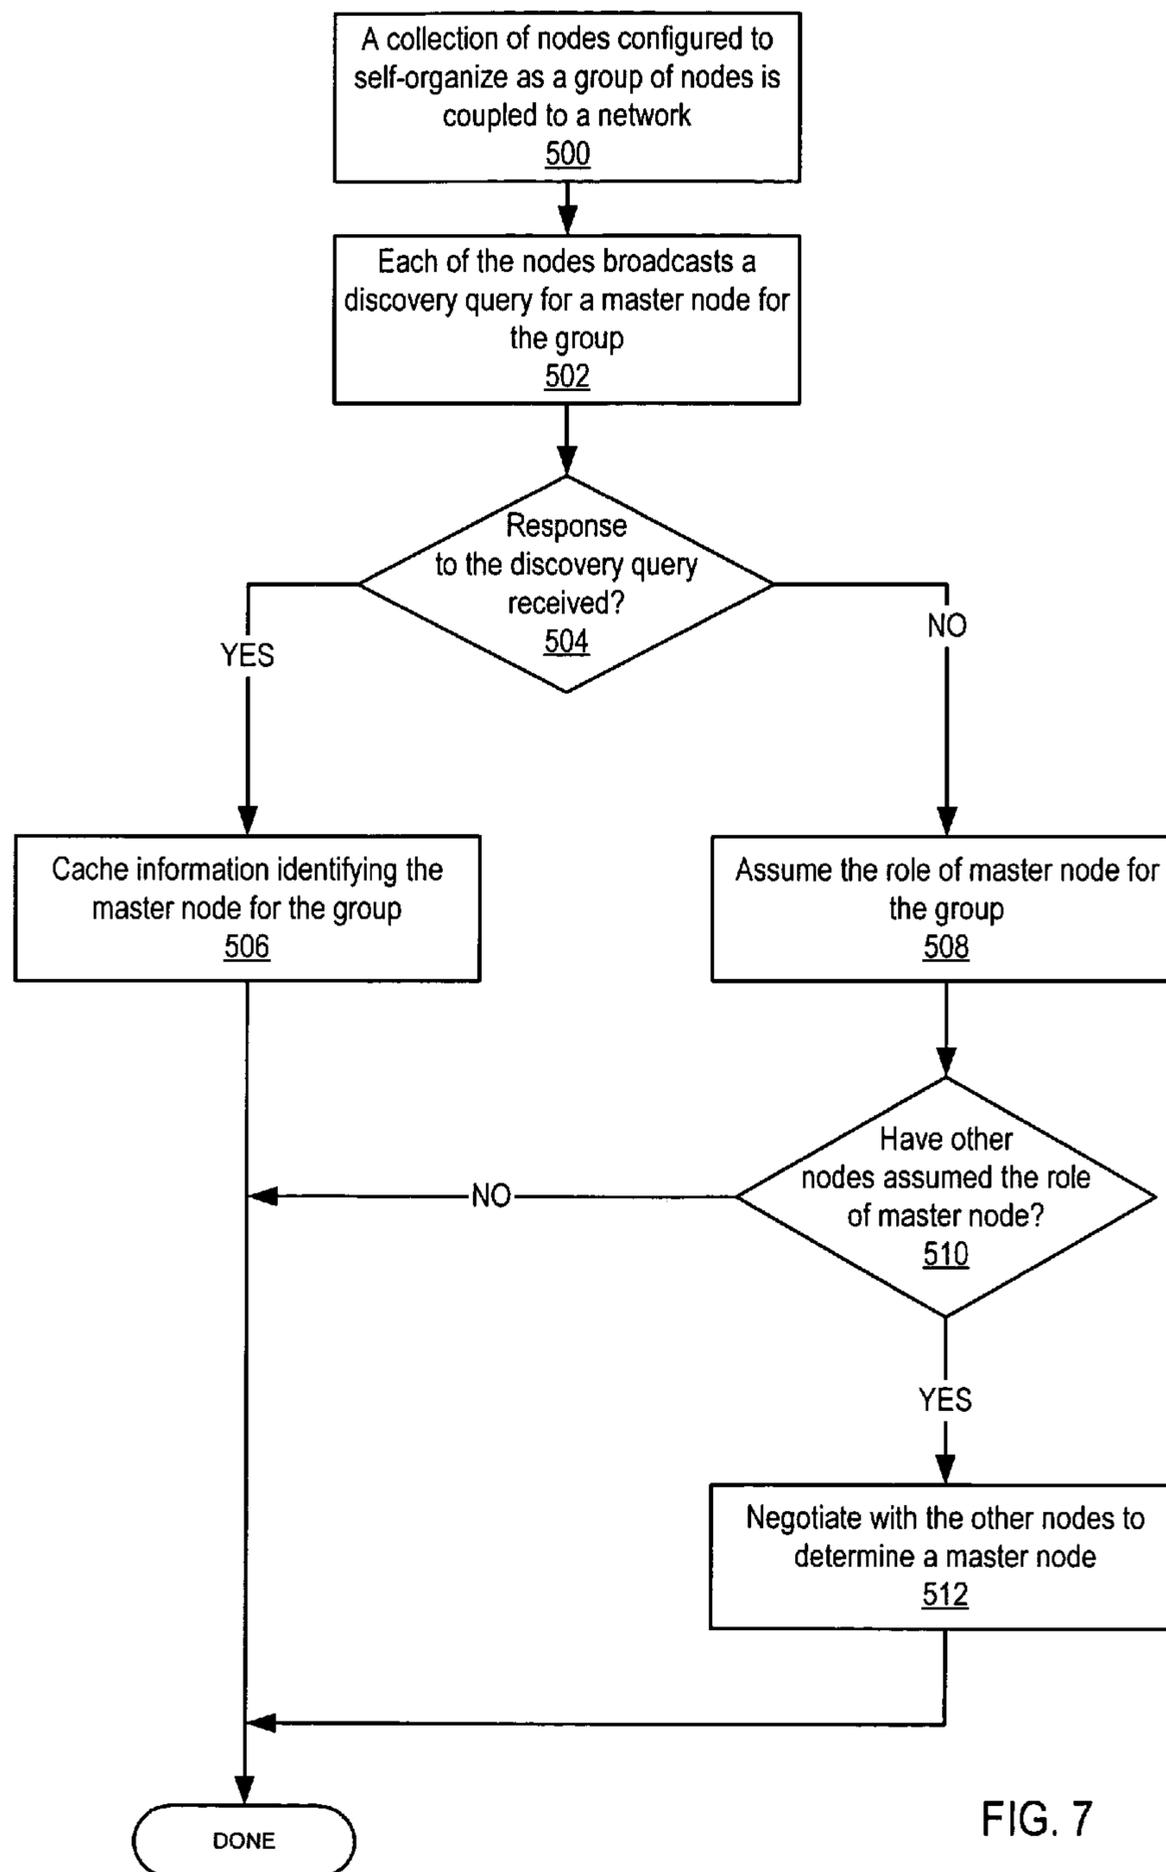 A collection of nodes configured to
self-organize as a group of nodes is
coupled to a network
500
Each of the nodes broadcasts a
discovery query for a master node for
the group
502
Response
to the discovery query
received?
504
YES
NO
Cache information identifying the
master node for the group
506
Assume the role of master node for
the group
508
Have other
nodes assumed the role
of master node?
510
NO
YES
Negotiate with the other nodes to
determine a master node
512
DONE
FIG. 7